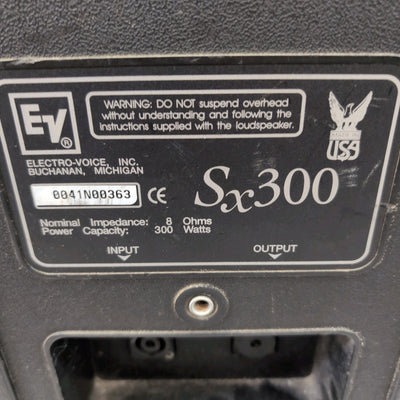 WARNING: DO NOT suspend overhead
without understanding and following the
instructions supplied with the loudspeaker.
EV®
ELECTRO-VOICE, INC.
BUCHANAN, MICHIGAN
USA
0041N00363 CE
Sx300
Nominal Impedance: 8 Ohms
Power Capacity: 300 Watts
INPUT OUTPUT